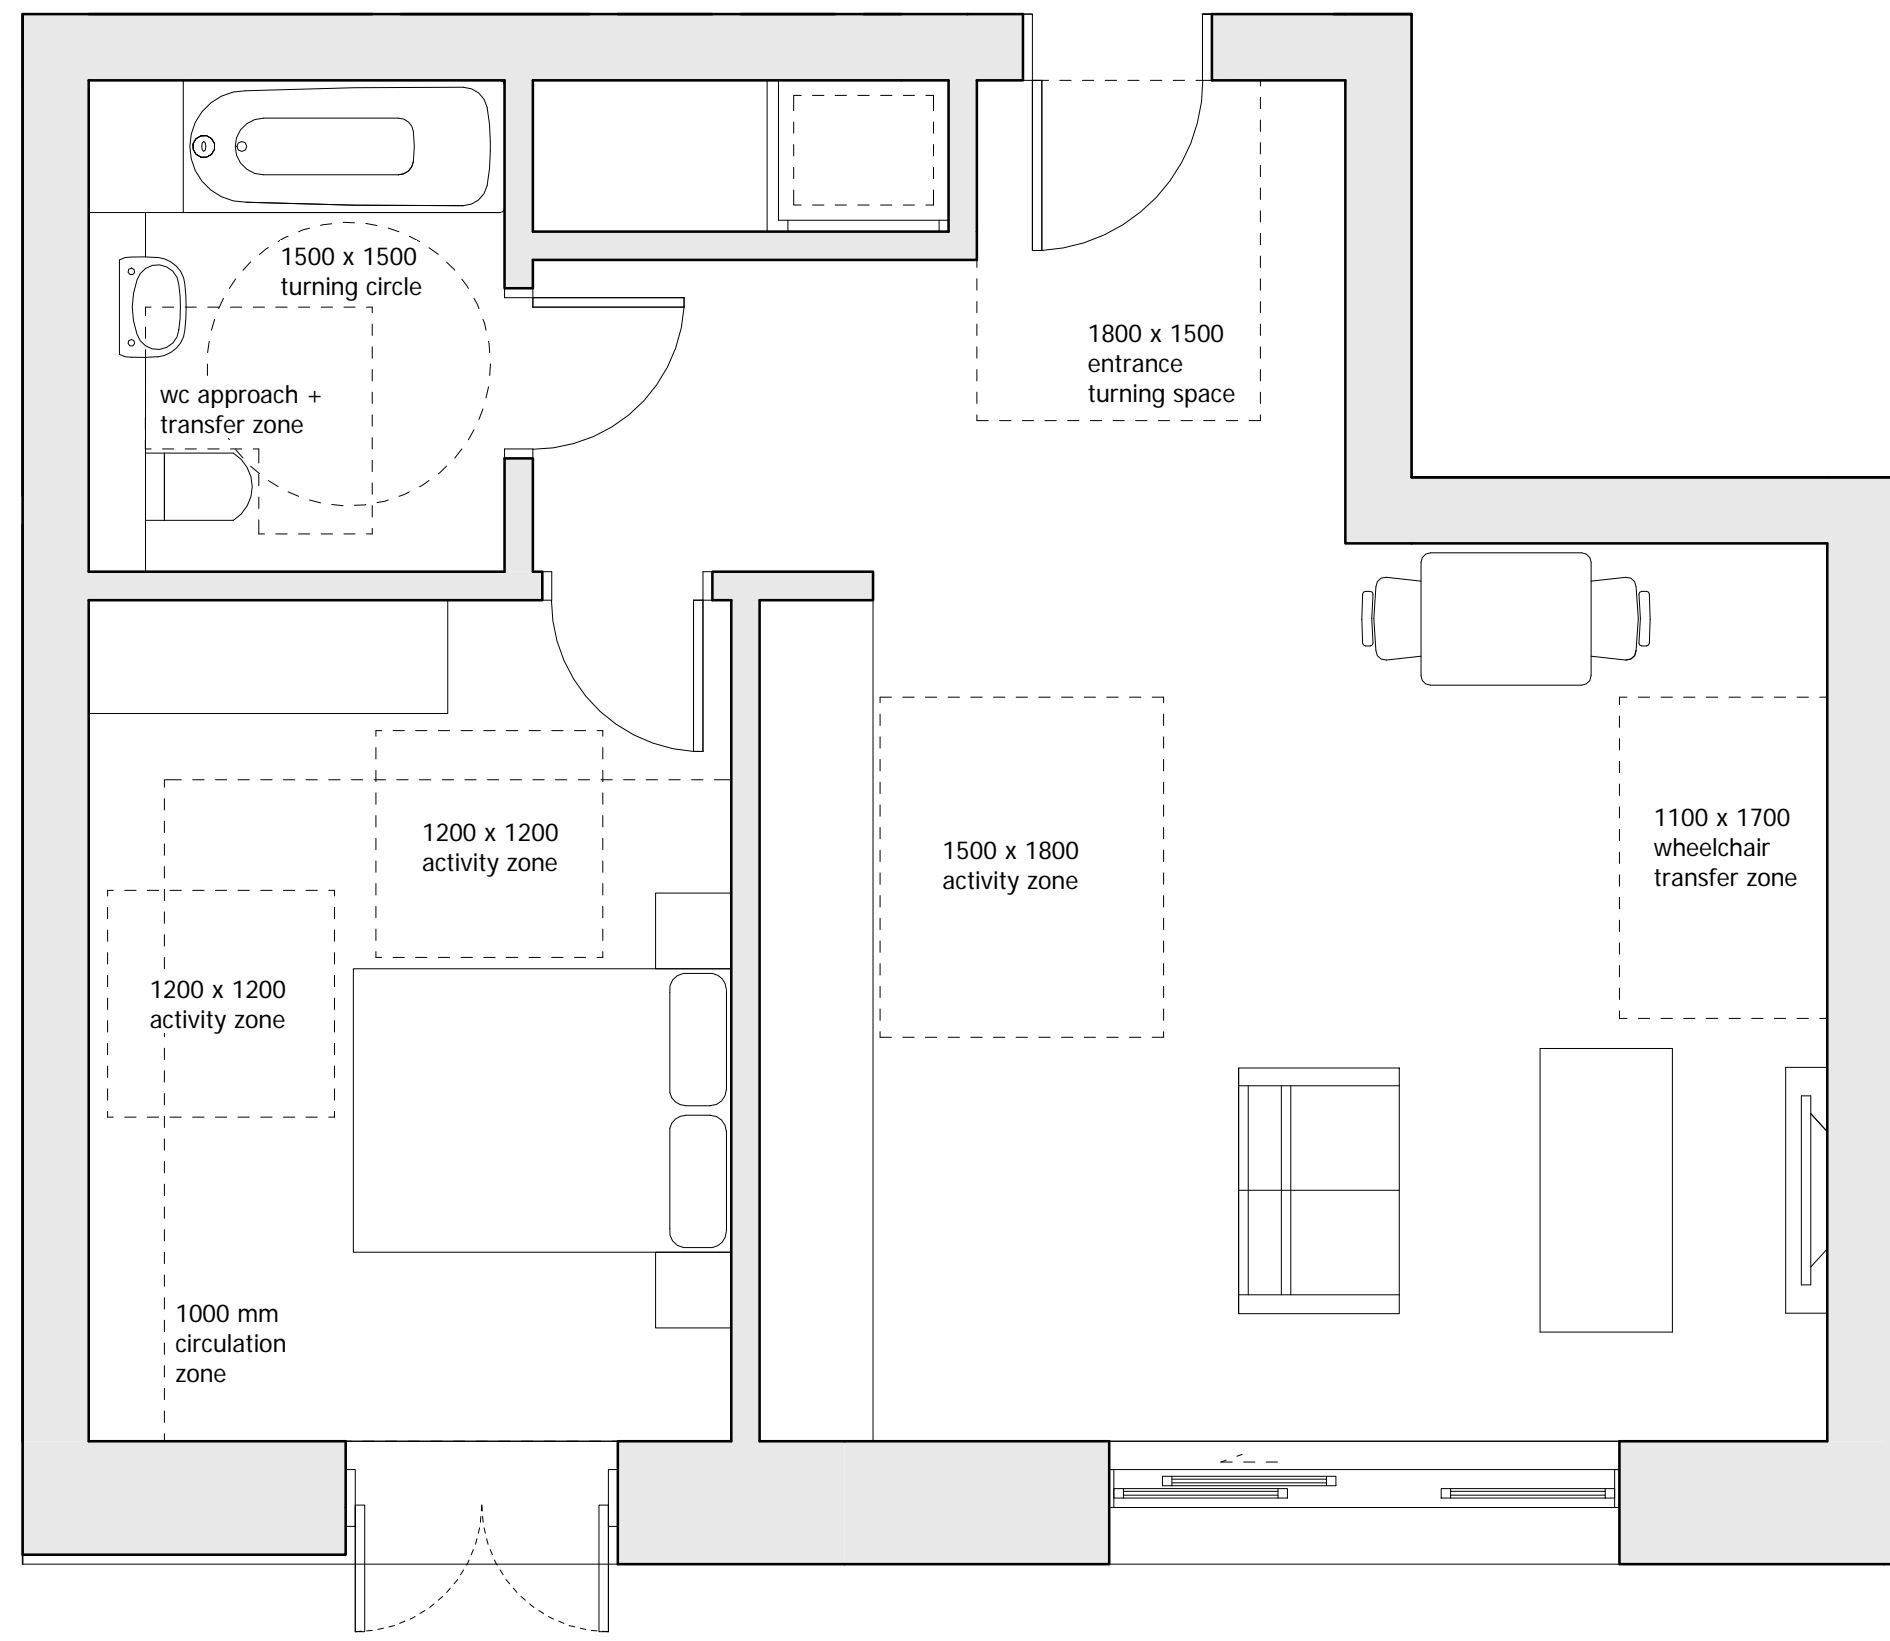 1500 x 1500
turning circle
wc approach +
transfer zone
1800 x 1500
entrance
turning space
1200 x 1200
activity zone
1200 x 1200
activity zone
1500 x 1800
activity zone
1100 x 1700
wheelchair
transfer zone
1000 mm
circulation
zone